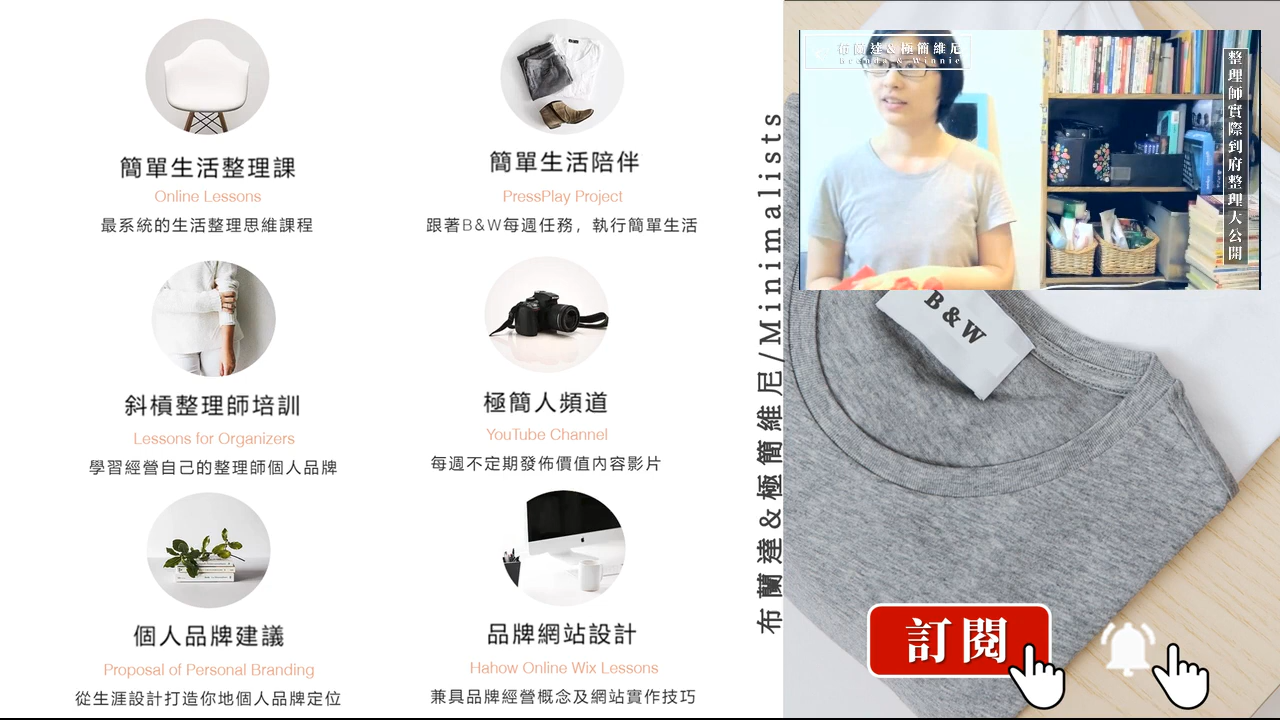 簡單生活整理課
Online Lessons
最系統的生活整理思維課程
簡單生活陪伴
PressPlay Project
跟著B&W每週任務，執行簡單生活
斜槓整理師培訓
Lessons for Organizers
學習經營自己的整理師個人品牌
極簡人頻道
YouTube Channel
每週不定期發佈價值內容影片
個人品牌建議
Proposal of Personal Branding
從生涯設計打造你地個人品牌定位
品牌網站設計
Hahow Online Wix Lessons
兼具品牌經營概念及網站實作技巧
布蘭達&極簡維尼/Minimalists
布蘭達&極簡維尼
Brenda & Winnie
整理師實際到府整理大公開
B&W
訂閱